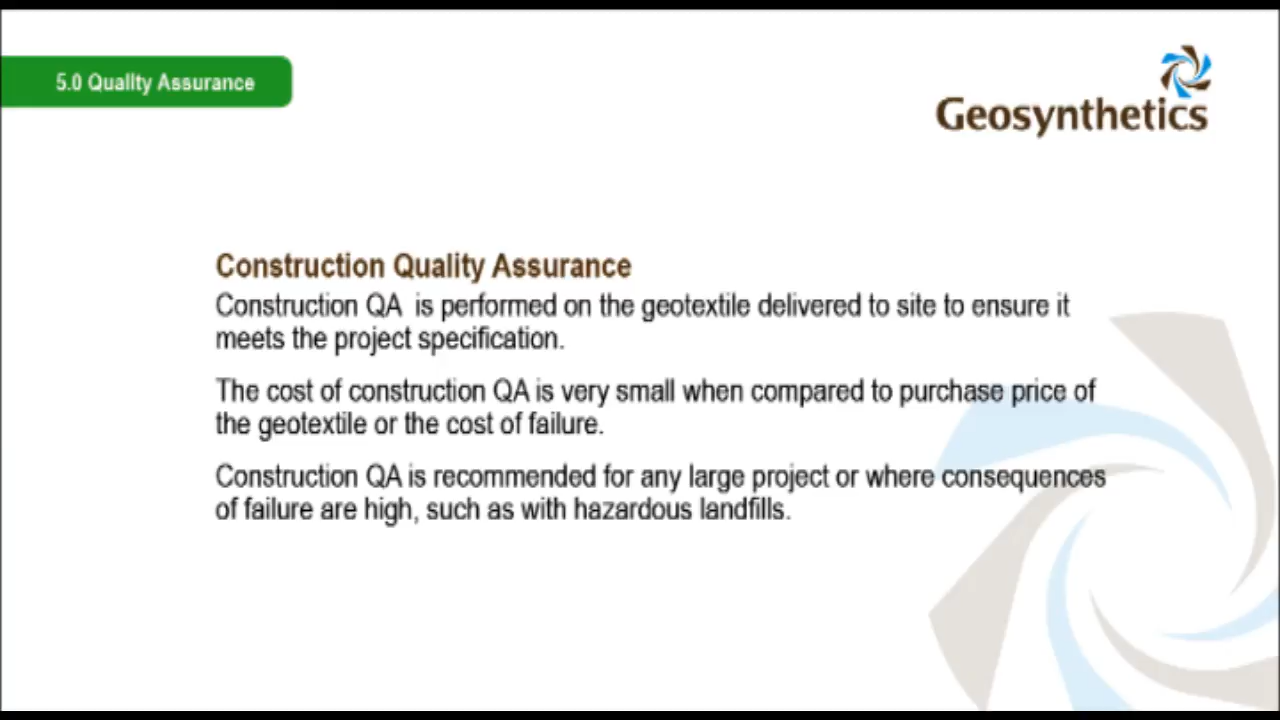 5.0 Quality Assurance
Geosynthetics
Construction Quality Assurance
Construction QA is performed on the geotextile delivered to site to ensure it
meets the project specification.
The cost of construction QA is very small when compared to purchase price of
the geotextile or the cost of failure.
Construction QA is recommended for any large project or where consequences
of failure are high, such as with hazardous landfills.